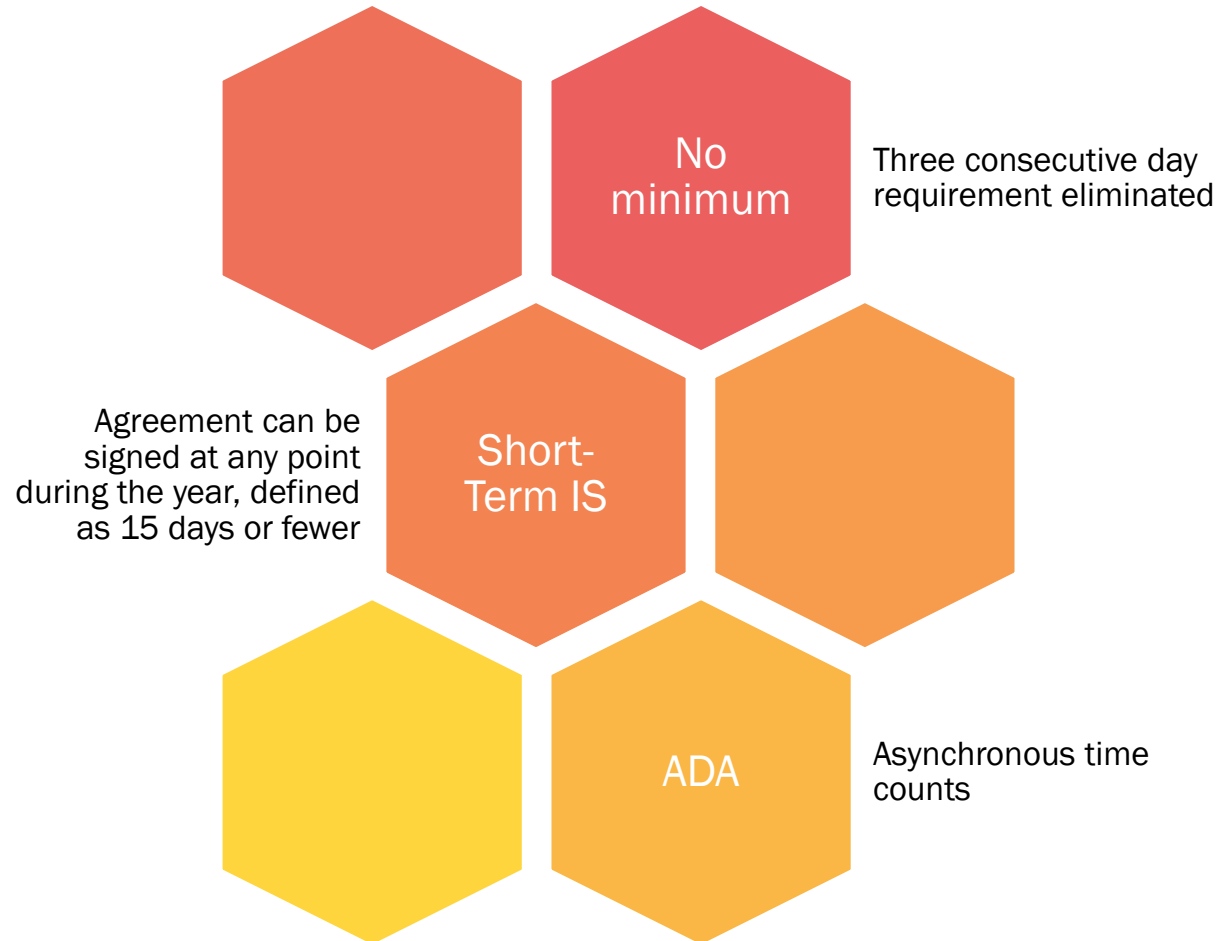 No
minimum
Three consecutive day
requirement eliminated
Agreement can be
signed at any point
during the year, defined
as 15 days or fewer
Short-
Term IS
ADA
Asynchronous time
counts